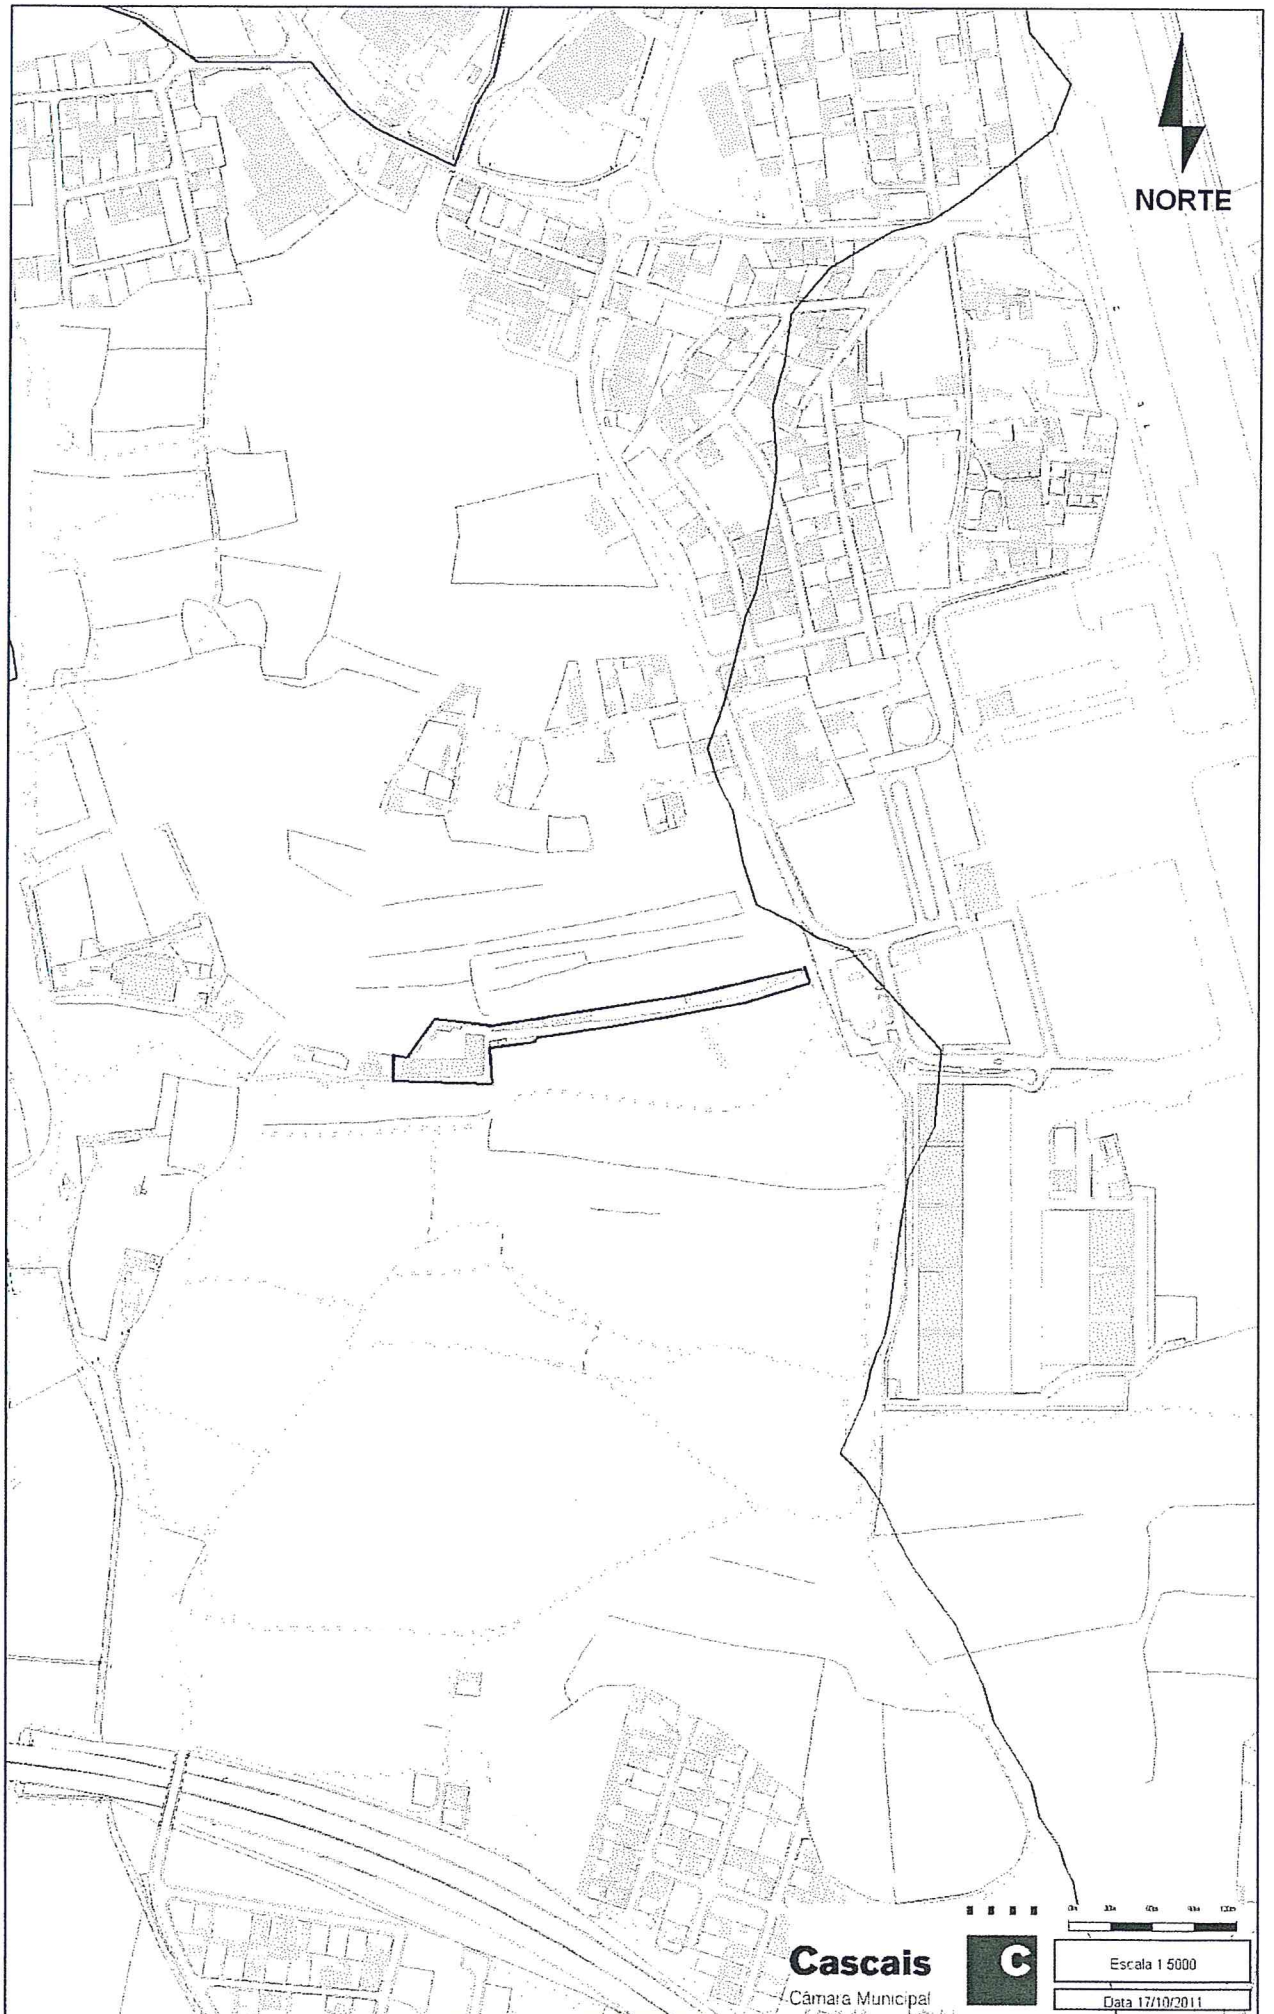 NORTE
Cascais
Câmara Municipal
C
Escala 1 5000
Data 17/10/2011